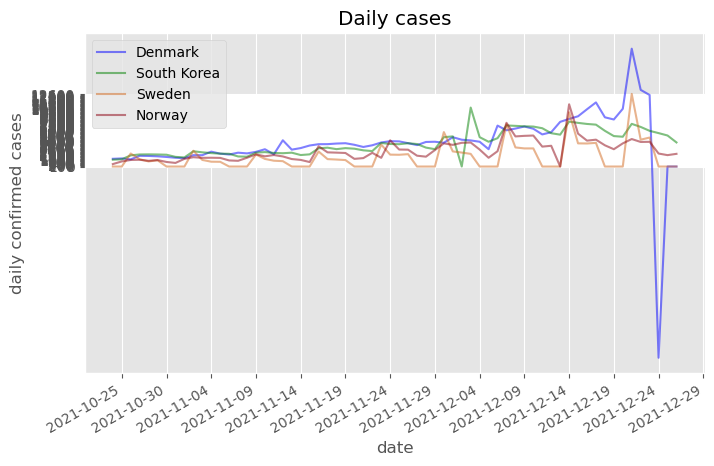 Daily cases
Denmark
South Korea
Sweden
Norway
daily confirmed cases
2021-10-25
2021-10-30
2021-11-04
2021-11-09
2021-11-14
2021-11-19
2021-11-24
2021-11-29
2021-12-04
2021-12-09
2021-12-14
2021-12-19
2021-12-24
2021-12-29
date